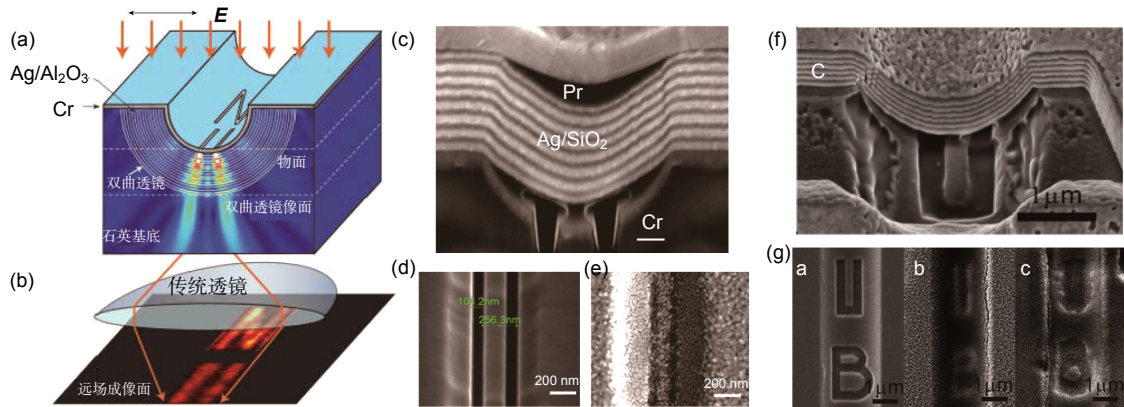 (a)
E
Ag/Al₂O₃
Cr
物面
双曲透镜
双曲透镜像面
石英基底
(b)
传统透镜
远场成像面
(c)
Pr
Ag/SiO₂
Cr
(d)
256.3nm
200 nm
(e)
200 nm
(f)
C
1μm
(g)
a
U
B
1μm
b
1μm
c
1μm